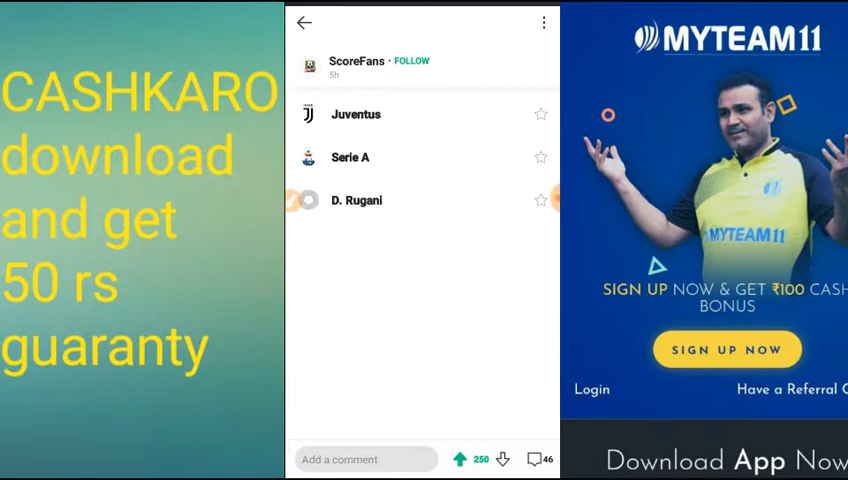 CASHKARO
download
and get
50 rs
guaranty
ScoreFans · FOLLOW
5h
Juventus
Serie A
D. Rugani
Add a comment
250
46
MYTEAM11
MYTEAM11
SIGN UP NOW & GET ₹100 CASH
BONUS
SIGN UP NOW
Login
Have a Referral C
Download App Now